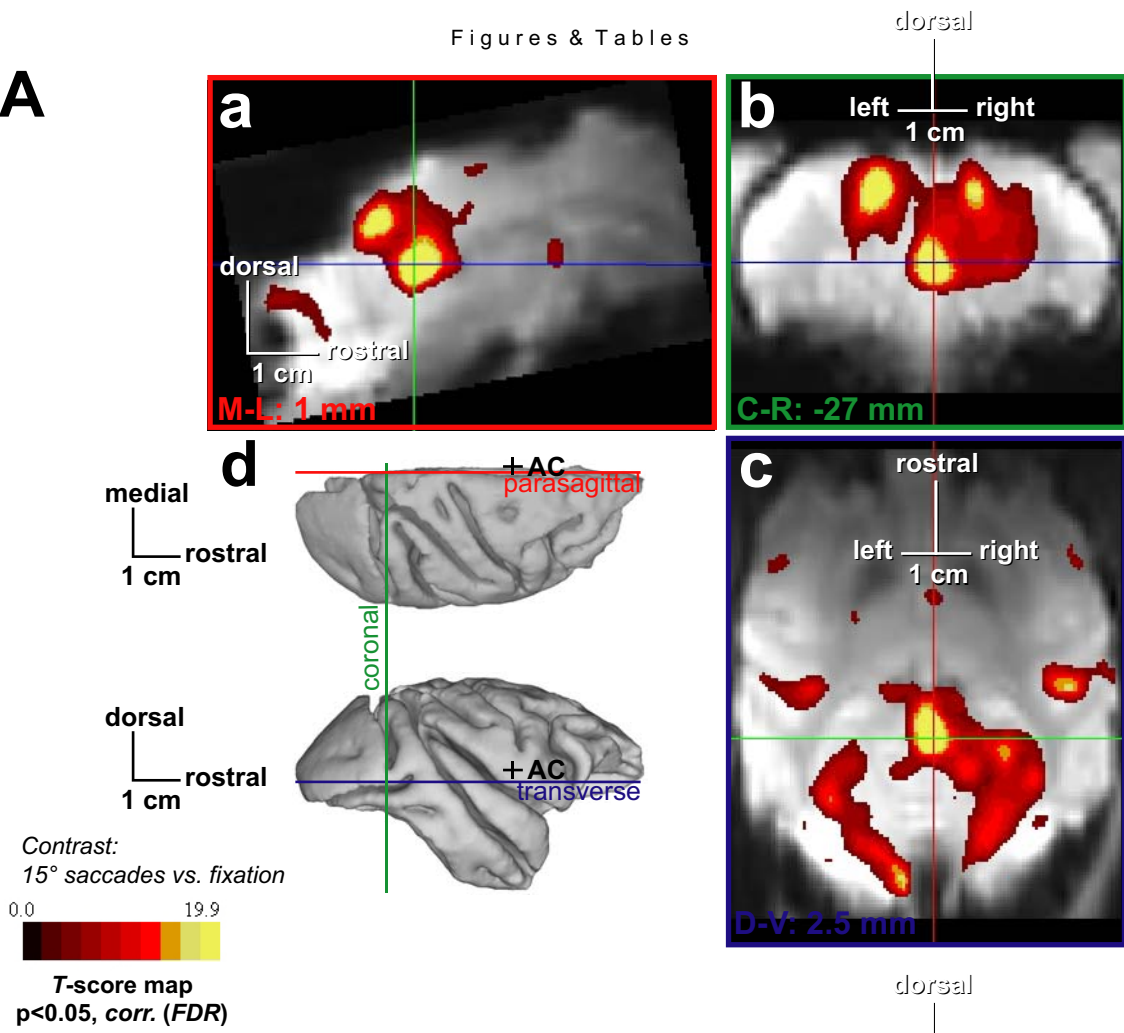 dorsal
Figures & Tables
A
a
b
left right
1 cm
dorsal
rostral
1 cm
M-L: 1 mm
C-R: -27 mm
d
AC
parasagittal
medial
rostral
1 cm
coronal
c
rostral
left right
1 cm
dorsal
rostral
1 cm
AC
transverse
Contrast:
15° saccades vs. fixation
0.0 19.9
T-score map
p<0.05, corr. (FDR)
D-V: 2.5 mm
dorsal